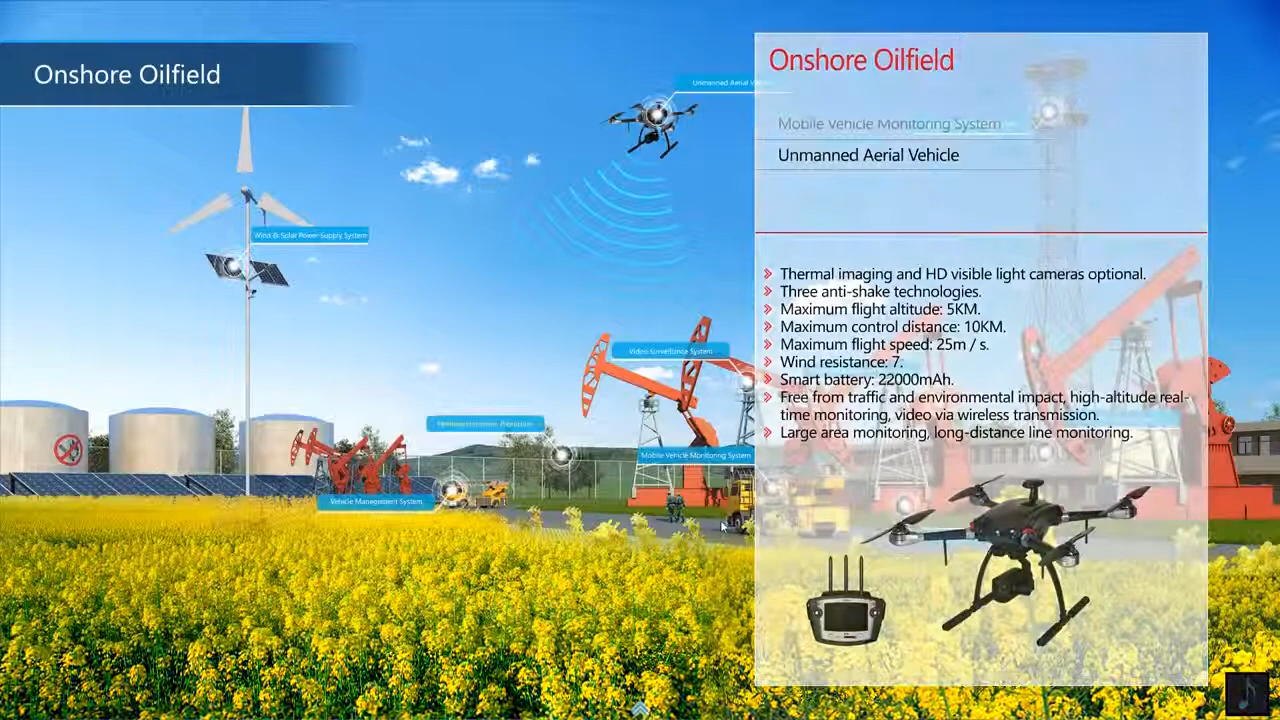 Onshore Oilfield
Unmanned Aerial
Wind & Solar Power Supply System
Video Surveillance System
Mobile Vehicle Monitoring System
Vehicle Management System
Onshore Oilfield
Mobile Vehicle Monitoring System
Unmanned Aerial Vehicle
Thermal imaging and HD visible light cameras optional.
Three anti-shake technologies.
Maximum flight altitude: 5KM.
Maximum control distance: 10KM.
Maximum flight speed: 25m / s.
Wind resistance: 7.
Smart battery: 22000mAh.
Free from traffic and environmental impact, high-altitude real-
time monitoring, video via wireless transmission.
Large area monitoring, long-distance line monitoring.